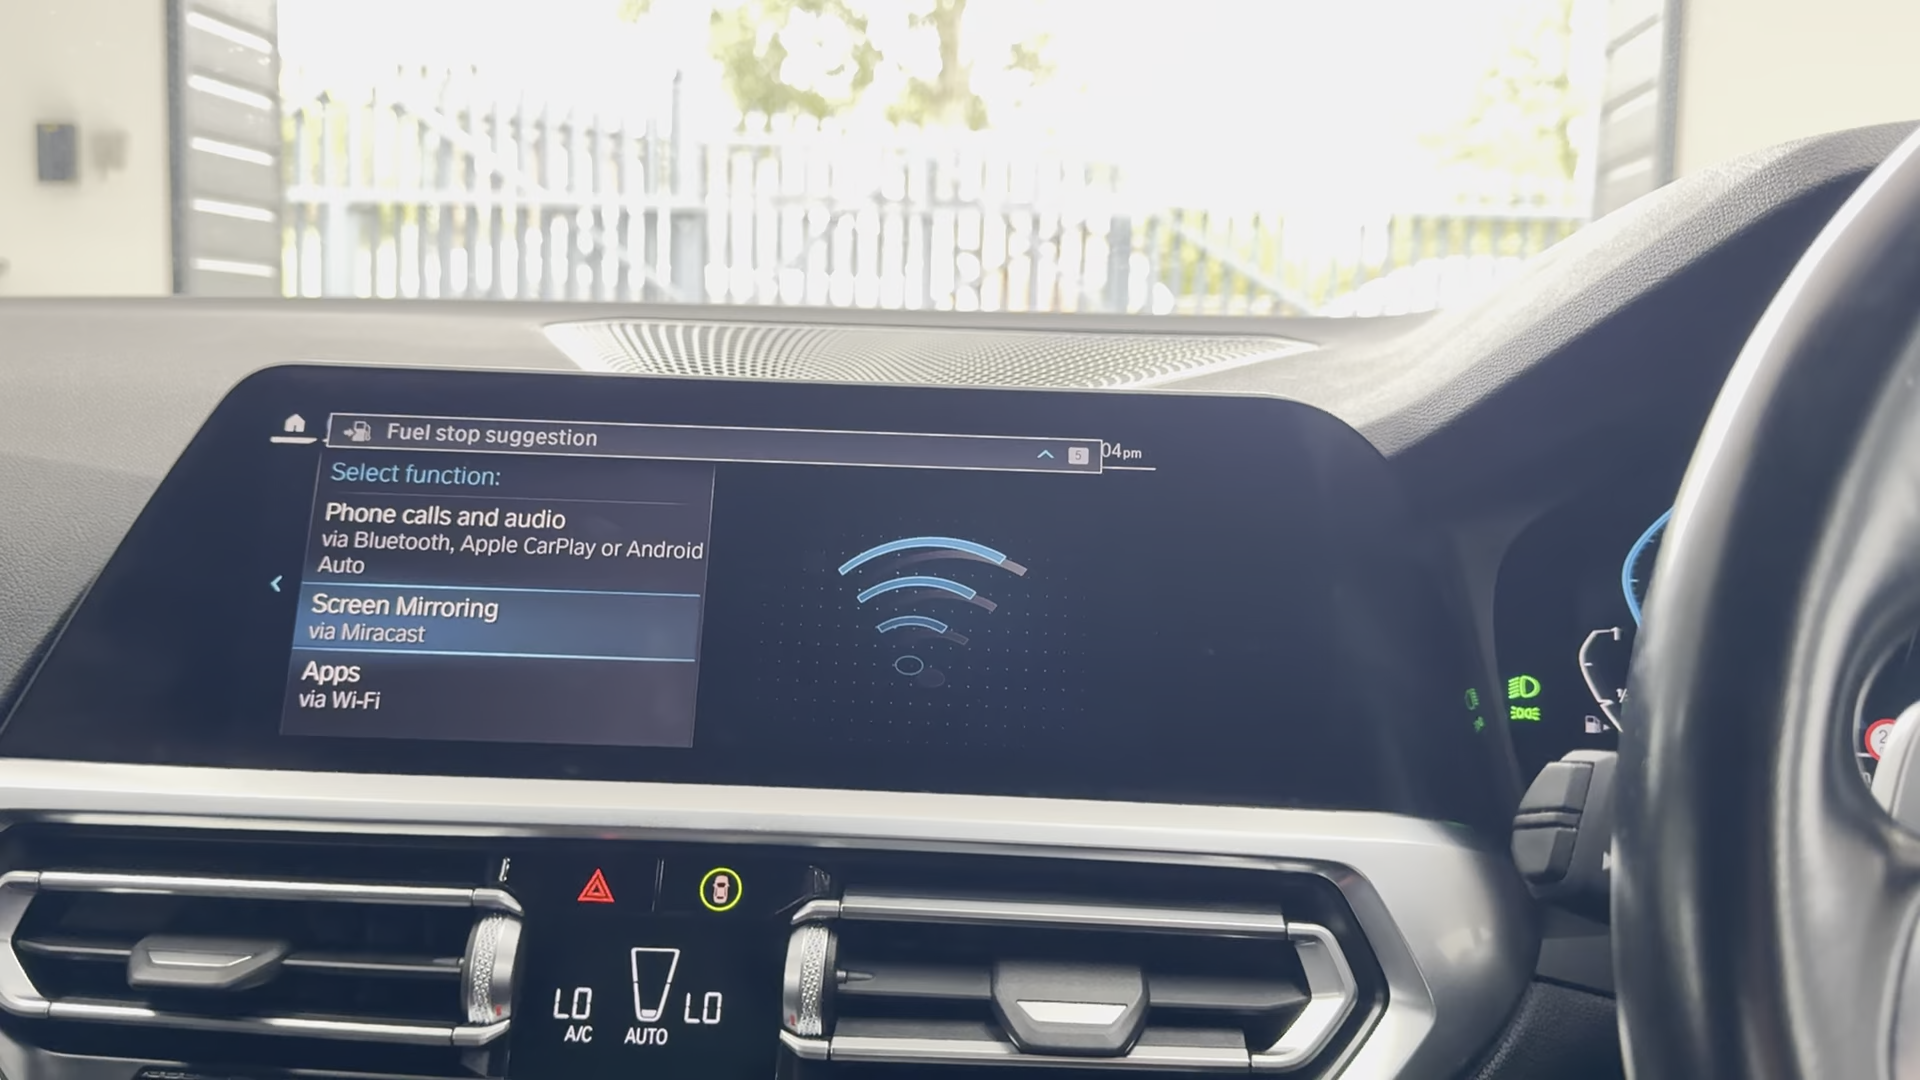 Fuel stop suggestion
5
04pm
Select function:
Phone calls and audio
via Bluetooth, Apple CarPlay or Android
Auto
Screen Mirroring
via Miracast
Apps
via Wi-Fi
LO
LO
A/C
AUTO